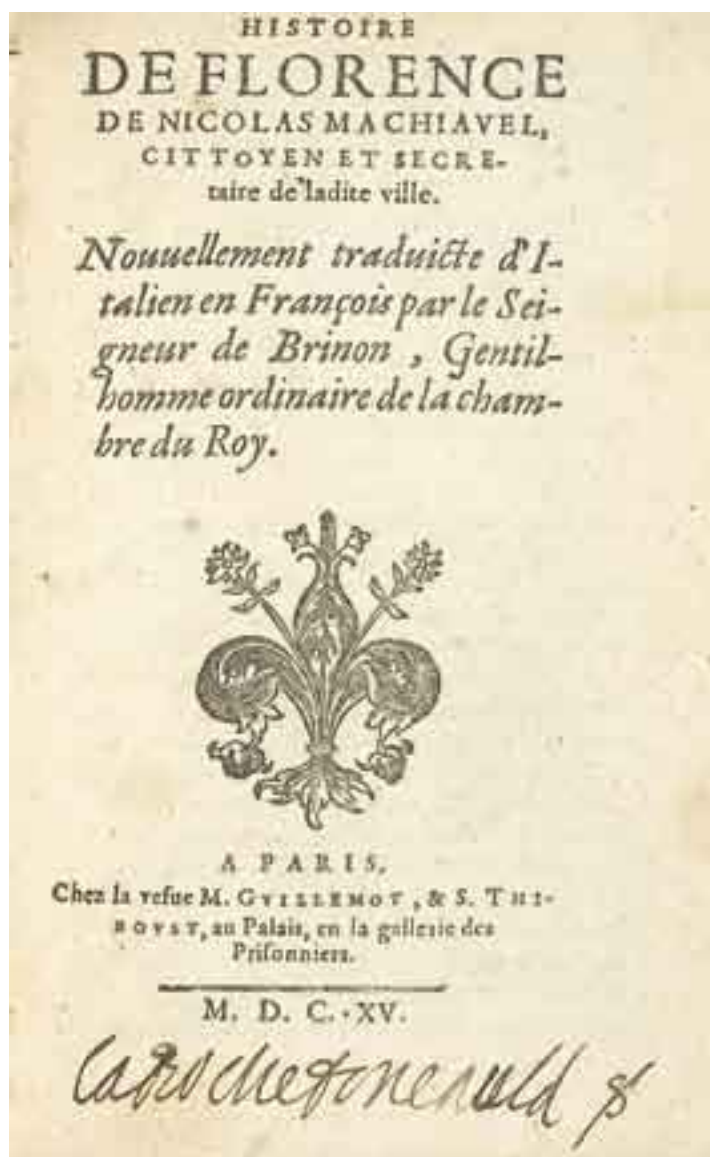 HISTOIRE
DE FLORENCE
DE NICOLAS MACHIAVEL,
CITTOYEN ET SECRE-
taire de ladite ville.
Nouuellement traduicte d'I-
talien en François par le Sei-
gneur de Brinon, Gentil-
homme ordinaire de la cham-
bre du Roy.
A PARIS.
Chez la vefue M. GVILLEMOT, & S. THI-
BOVST, au Palais, en la gallerie des
Priſonniers.
M. D. C. XV.
LaRochefoucauld